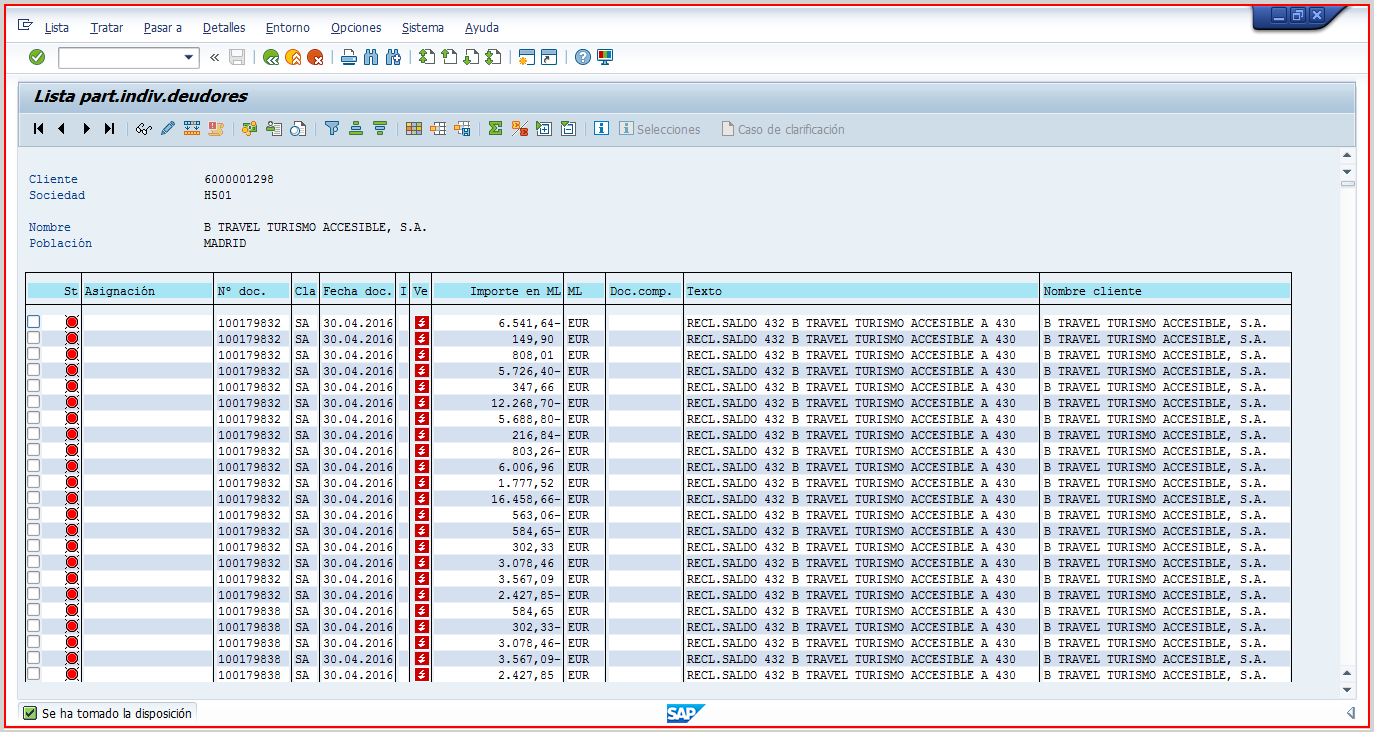 Lista Tratar Pasar a Detalles Entorno Opciones Sistema Ayuda
Lista part.indiv.deudores
Selecciones Caso de clarificación
Cliente 6000001298
Sociedad H501
Nombre B TRAVEL TURISMO ACCESIBLE, S.A.
Población MADRID
St Asignación Nº doc. Cla Fecha doc. I Ve Importe en ML ML Doc.comp. Texto Nombre cliente
100179832 SA 30.04.2016 6.541,64- EUR RECL.SALDO 432 B TRAVEL TURISMO ACCESIBLE A 430 B TRAVEL TURISMO ACCESIBLE, S.A.
100179832 SA 30.04.2016 149,90 EUR RECL.SALDO 432 B TRAVEL TURISMO ACCESIBLE A 430 B TRAVEL TURISMO ACCESIBLE, S.A.
100179832 SA 30.04.2016 808,01 EUR RECL.SALDO 432 B TRAVEL TURISMO ACCESIBLE A 430 B TRAVEL TURISMO ACCESIBLE, S.A.
100179832 SA 30.04.2016 5.726,40- EUR RECL.SALDO 432 B TRAVEL TURISMO ACCESIBLE A 430 B TRAVEL TURISMO ACCESIBLE, S.A.
100179832 SA 30.04.2016 347,66 EUR RECL.SALDO 432 B TRAVEL TURISMO ACCESIBLE A 430 B TRAVEL TURISMO ACCESIBLE, S.A.
100179832 SA 30.04.2016 12.268,70- EUR RECL.SALDO 432 B TRAVEL TURISMO ACCESIBLE A 430 B TRAVEL TURISMO ACCESIBLE, S.A.
100179832 SA 30.04.2016 5.688,80- EUR RECL.SALDO 432 B TRAVEL TURISMO ACCESIBLE A 430 B TRAVEL TURISMO ACCESIBLE, S.A.
100179832 SA 30.04.2016 216,84- EUR RECL.SALDO 432 B TRAVEL TURISMO ACCESIBLE A 430 B TRAVEL TURISMO ACCESIBLE, S.A.
100179832 SA 30.04.2016 803,26- EUR RECL.SALDO 432 B TRAVEL TURISMO ACCESIBLE A 430 B TRAVEL TURISMO ACCESIBLE, S.A.
100179832 SA 30.04.2016 6.006,96 EUR RECL.SALDO 432 B TRAVEL TURISMO ACCESIBLE A 430 B TRAVEL TURISMO ACCESIBLE, S.A.
100179832 SA 30.04.2016 1.777,52 EUR RECL.SALDO 432 B TRAVEL TURISMO ACCESIBLE A 430 B TRAVEL TURISMO ACCESIBLE, S.A.
100179832 SA 30.04.2016 16.458,66- EUR RECL.SALDO 432 B TRAVEL TURISMO ACCESIBLE A 430 B TRAVEL TURISMO ACCESIBLE, S.A.
100179832 SA 30.04.2016 563,06- EUR RECL.SALDO 432 B TRAVEL TURISMO ACCESIBLE A 430 B TRAVEL TURISMO ACCESIBLE, S.A.
100179832 SA 30.04.2016 584,65- EUR RECL.SALDO 432 B TRAVEL TURISMO ACCESIBLE A 430 B TRAVEL TURISMO ACCESIBLE, S.A.
100179832 SA 30.04.2016 302,33 EUR RECL.SALDO 432 B TRAVEL TURISMO ACCESIBLE A 430 B TRAVEL TURISMO ACCESIBLE, S.A.
100179832 SA 30.04.2016 3.078,46 EUR RECL.SALDO 432 B TRAVEL TURISMO ACCESIBLE A 430 B TRAVEL TURISMO ACCESIBLE, S.A.
100179832 SA 30.04.2016 3.567,09 EUR RECL.SALDO 432 B TRAVEL TURISMO ACCESIBLE A 430 B TRAVEL TURISMO ACCESIBLE, S.A.
100179832 SA 30.04.2016 2.427,85- EUR RECL.SALDO 432 B TRAVEL TURISMO ACCESIBLE A 430 B TRAVEL TURISMO ACCESIBLE, S.A.
100179838 SA 30.04.2016 584,65 EUR RECL.SALDO 432 B TRAVEL TURISMO ACCESIBLE A 430 B TRAVEL TURISMO ACCESIBLE, S.A.
100179838 SA 30.04.2016 302,33- EUR RECL.SALDO 432 B TRAVEL TURISMO ACCESIBLE A 430 B TRAVEL TURISMO ACCESIBLE, S.A.
100179838 SA 30.04.2016 3.078,46- EUR RECL.SALDO 432 B TRAVEL TURISMO ACCESIBLE A 430 B TRAVEL TURISMO ACCESIBLE, S.A.
100179838 SA 30.04.2016 3.567,09- EUR RECL.SALDO 432 B TRAVEL TURISMO ACCESIBLE A 430 B TRAVEL TURISMO ACCESIBLE, S.A.
100179838 SA 30.04.2016 2.427,85 EUR RECL.SALDO 432 B TRAVEL TURISMO ACCESIBLE A 430 B TRAVEL TURISMO ACCESIBLE, S.A.
Se ha tomado la disposición SAP